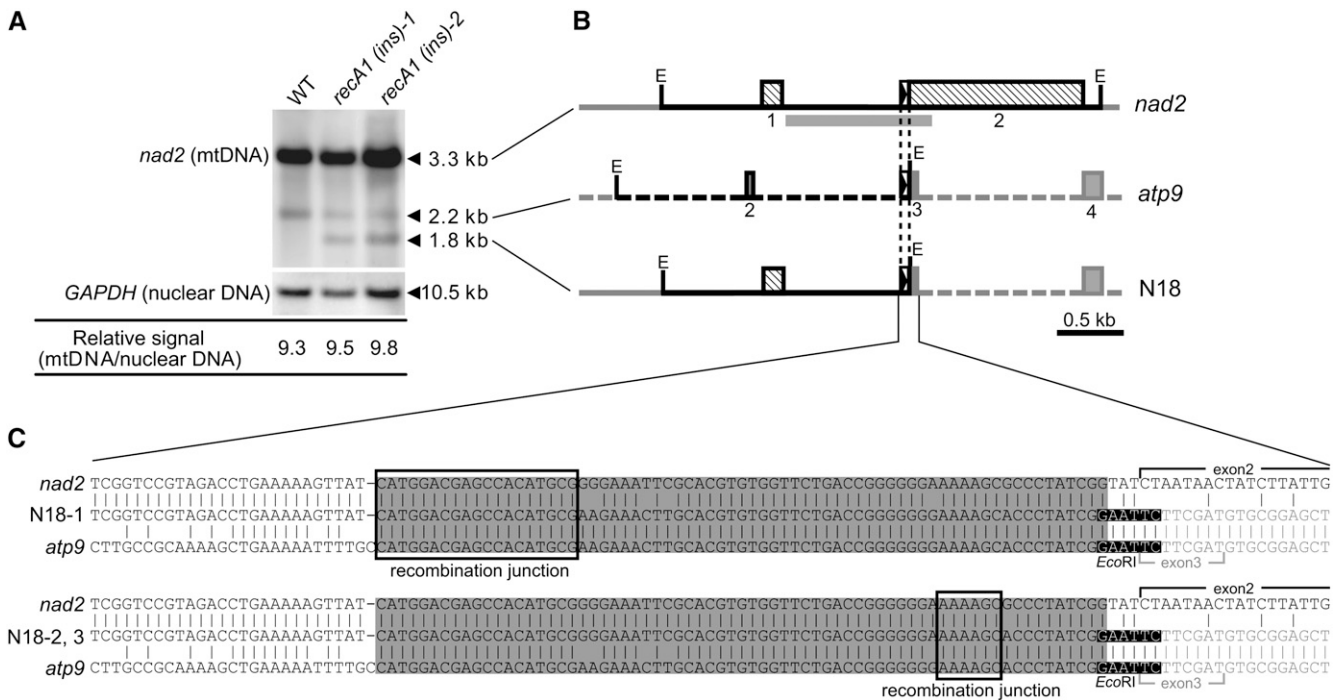 A
WT
recA1 (ins)-1
recA1 (ins)-2
nad2 (mtDNA)
3.3 kb
2.2 kb
1.8 kb
GAPDH (nuclear DNA)
10.5 kb
Relative signal
(mtDNA/nuclear DNA)
9.3 9.5 9.8
B
E E
nad2
1 2
E E
atp9
2 3 4
E E
N18
0.5 kb
C
exon2
nad2 TCGGTCCGTAGACCTGAAAAAGTTAT-CATGGACGAGCCACATGCGGGGAAATTCGCACGTGTGGTTCTGACCGGGGGGAAAAAGCGCCCTATCGGTATCTAATAACTATCTTATTG
N18-1 TCGGTCCGTAGACCTGAAAAAGTTAT-CATGGACGAGCCACATGCGAAGAAACTTGCACGTGTGGTTCTGACCGGGGGGGAAAAGCACCCTATCGGAATTCTTCGATGTGCGGAGCT
atp9 CTTGCCGCAAAAGCTGAAAAATTTTGCCATGGACGAGCCACATGCGAAGAAACTTGCACGTGTGGTTCTGACCGGGGGGGAAAAGCACCCTATCGGAATTCTTCGATGTGCGGAGCT
recombination junction
EcoRI exon3
exon2
nad2 TCGGTCCGTAGACCTGAAAAAGTTAT-CATGGACGAGCCACATGCGGGGAAATTCGCACGTGTGGTTCTGACCGGGGGGAAAAAGCGCCCTATCGGTATCTAATAACTATCTTATTG
N18-2, 3 TCGGTCCGTAGACCTGAAAAAGTTAT-CATGGACGAGCCACATGCGGGGAAATTCGCACGTGTGGTTCTGACCGGGGGGAAAAAGCACCCTATCGGAATTCTTCGATGTGCGGAGCT
atp9 CTTGCCGCAAAAGCTGAAAAATTTTGCCATGGACGAGCCACATGCGAAGAAACTTGCACGTGTGGTTCTGACCGGGGGGGAAAAGCACCCTATCGGAATTCTTCGATGTGCGGAGCT
EcoRI exon3
recombination junction